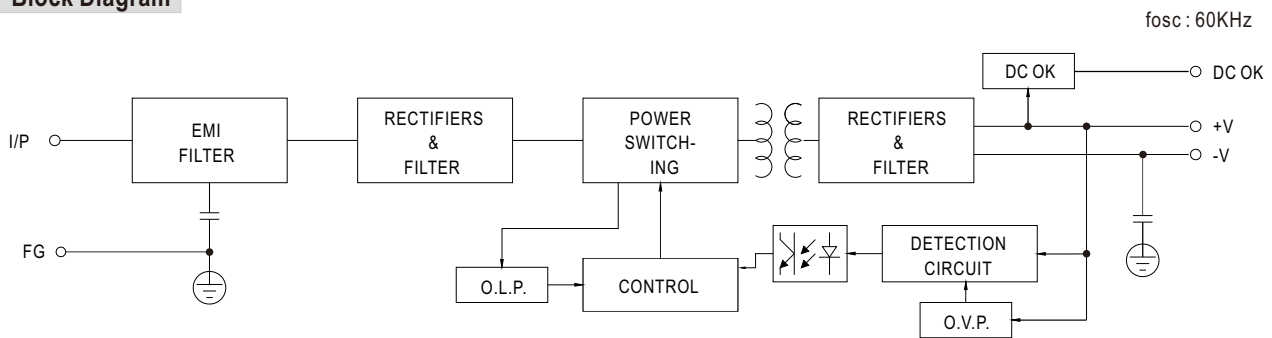 Block Diagram
fosc : 60KHz
DC OK
DC OK
I/P
EMI
FILTER
RECTIFIERS
&
FILTER
POWER
SWITCH-
ING
RECTIFIERS
&
FILTER
+V
-V
FG
O.L.P.
CONTROL
DETECTION
CIRCUIT
O.V.P.